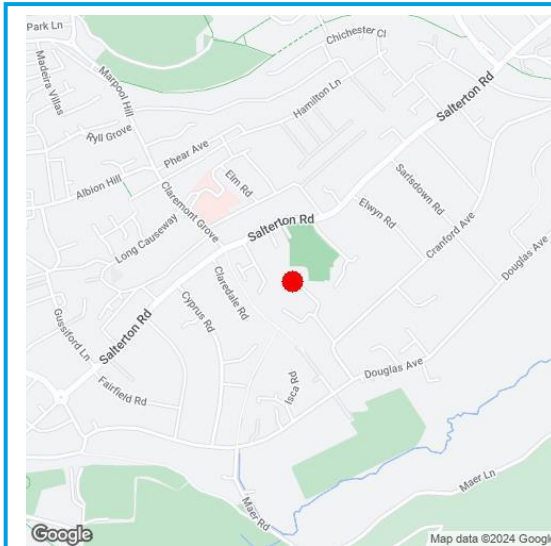 Park Ln
Chichester Cl
Madeira Villas
Marpool Hill
Hamilton Ln
Salterton Rd
Ryll Grove
Phear Ave
Albion Hill
Elm Rd
Sarlsdown Rd
Claremont Grove
Elwyn Rd
Long Causeway
Salterton Rd
Cranford Ave
Douglas Ave
Claredale Rd
Cyprus Rd
Gussiford Ln
Salterton Rd
Fairfield Rd
Isca Rd
Douglas Ave
Maer Ln
Maer Rd
Google
Map data ©2024 Google